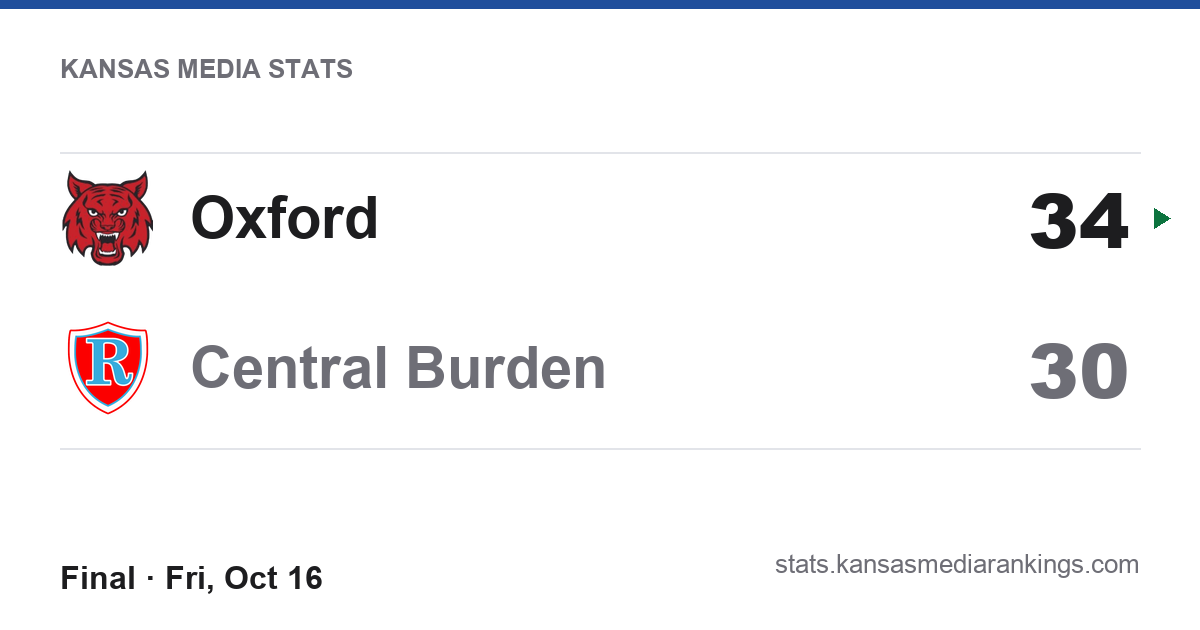 KANSAS MEDIA STATS
Oxford 34
R Central Burden 30
Final · Fri, Oct 16
stats.kansasmediarankings.com